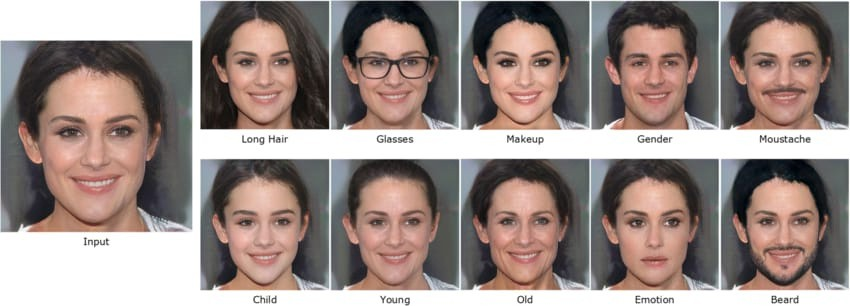 Long Hair
Glasses
Makeup
Gender
Moustache
Input
Child
Young
Old
Emotion
Beard